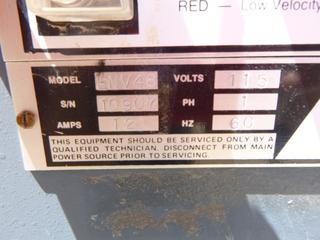 RED — Low Velocity
MODEL VOLTS 115
S/N PH 1
AMPS 12 HZ 60
THIS EQUIPMENT SHOULD BE SERVICED ONLY BY A
QUALIFIED TECHNICIAN. DISCONNECT FROM MAIN
POWER SOURCE PRIOR TO SERVICING.